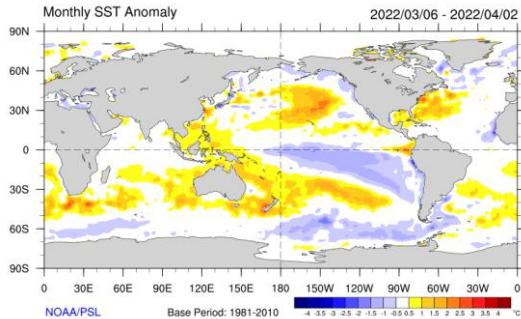 Monthly SST Anomaly
2022/03/06 - 2022/04/02
90N
60N
30N
0
30S
60S
90S
0 30E 60E 90E 120E 150E 180 150W 120W 90W 60W 30W 0
NOAA/PSL
Base Period: 1981-2010
-4 -3.5 -3 -2.5 -2 -1.5 -1 -0.5 0.5 1 1.5 2 2.5 3 3.5 4 °C